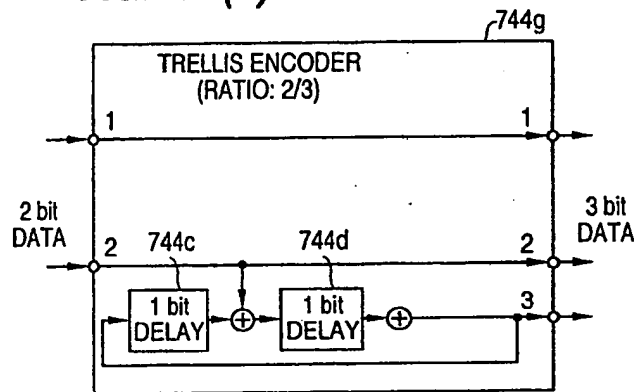 744g
TRELLIS ENCODER
(RATIO: 2/3)
1
1
2 bit
DATA
3 bit
DATA
2
744c
744d
2
3
1 bit
DELAY
1 bit
DELAY